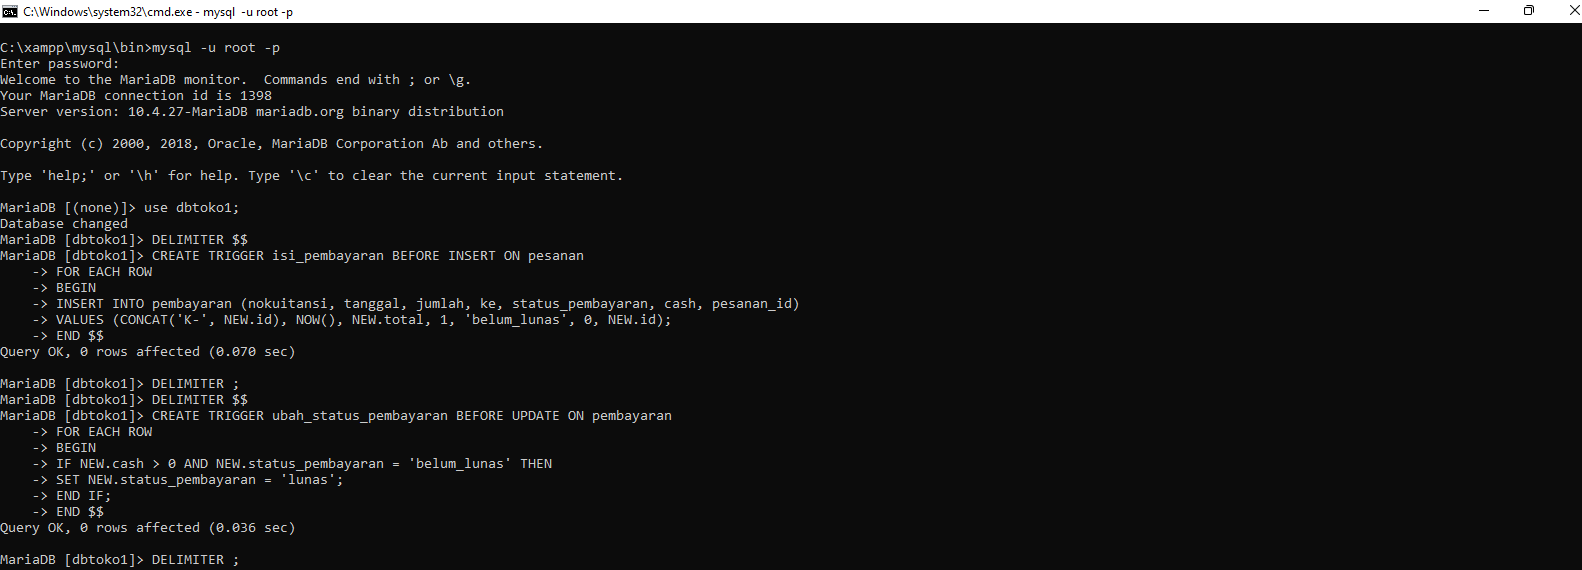 C:\Windows\system32\cmd.exe - mysql  -u root -p
C:\xampp\mysql\bin>mysql -u root -p
Enter password:
Welcome to the MariaDB monitor.  Commands end with ; or \g.
Your MariaDB connection id is 1398
Server version: 10.4.27-MariaDB mariadb.org binary distribution
Copyright (c) 2000, 2018, Oracle, MariaDB Corporation Ab and others.
Type 'help;' or '\h' for help. Type '\c' to clear the current input statement.
MariaDB [(none)]> use dbtoko1;
Database changed
MariaDB [dbtoko1]> DELIMITER $$
MariaDB [dbtoko1]> CREATE TRIGGER isi_pembayaran BEFORE INSERT ON pesanan
    -> FOR EACH ROW
    -> BEGIN
    -> INSERT INTO pembayaran (nokuitansi, tanggal, jumlah, ke, status_pembayaran, cash, pesanan_id)
    -> VALUES (CONCAT('K-', NEW.id), NOW(), NEW.total, 1, 'belum_lunas', 0, NEW.id);
    -> END $$
Query OK, 0 rows affected (0.070 sec)
MariaDB [dbtoko1]> DELIMITER ;
MariaDB [dbtoko1]> DELIMITER $$
MariaDB [dbtoko1]> CREATE TRIGGER ubah_status_pembayaran BEFORE UPDATE ON pembayaran
    -> FOR EACH ROW
    -> BEGIN
    -> IF NEW.cash > 0 AND NEW.status_pembayaran = 'belum_lunas' THEN
    -> SET NEW.status_pembayaran = 'lunas';
    -> END IF;
    -> END $$
Query OK, 0 rows affected (0.036 sec)
MariaDB [dbtoko1]> DELIMITER ;